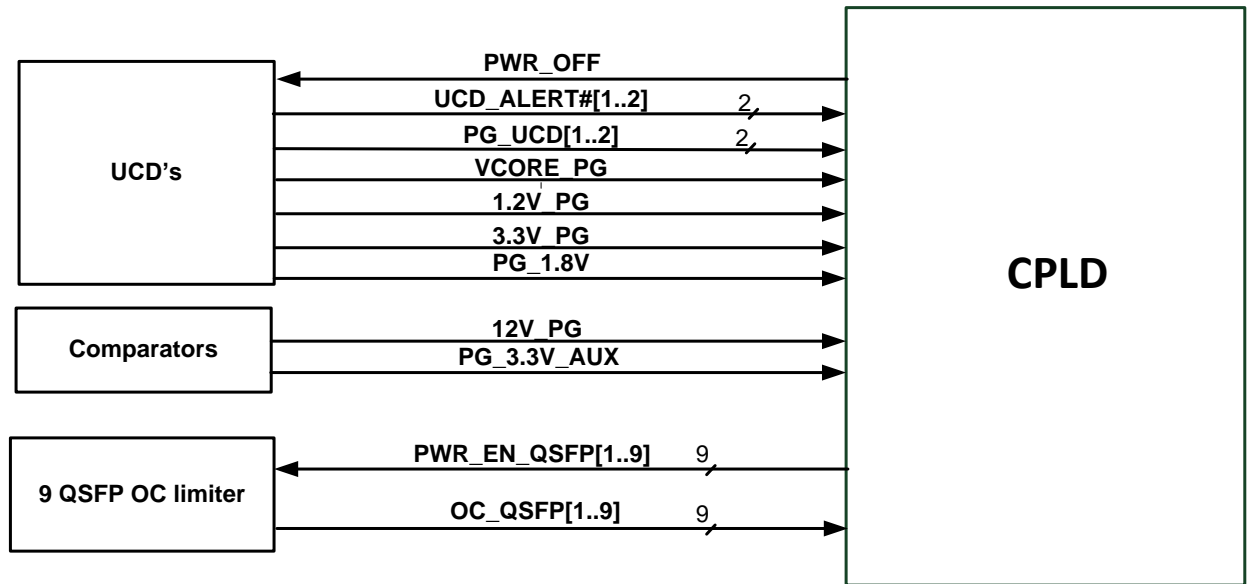 PWR_OFF
UCD_ALERT#[1..2] 2
PG_UCD[1..2] 2
UCD's
VCORE_PG
1.2V_PG
3.3V_PG
PG_1.8V
CPLD
12V_PG
Comparators
PG_3.3V_AUX
PWR_EN_QSFP[1..9] 9
9 QSFP OC limiter
OC_QSFP[1..9] 9